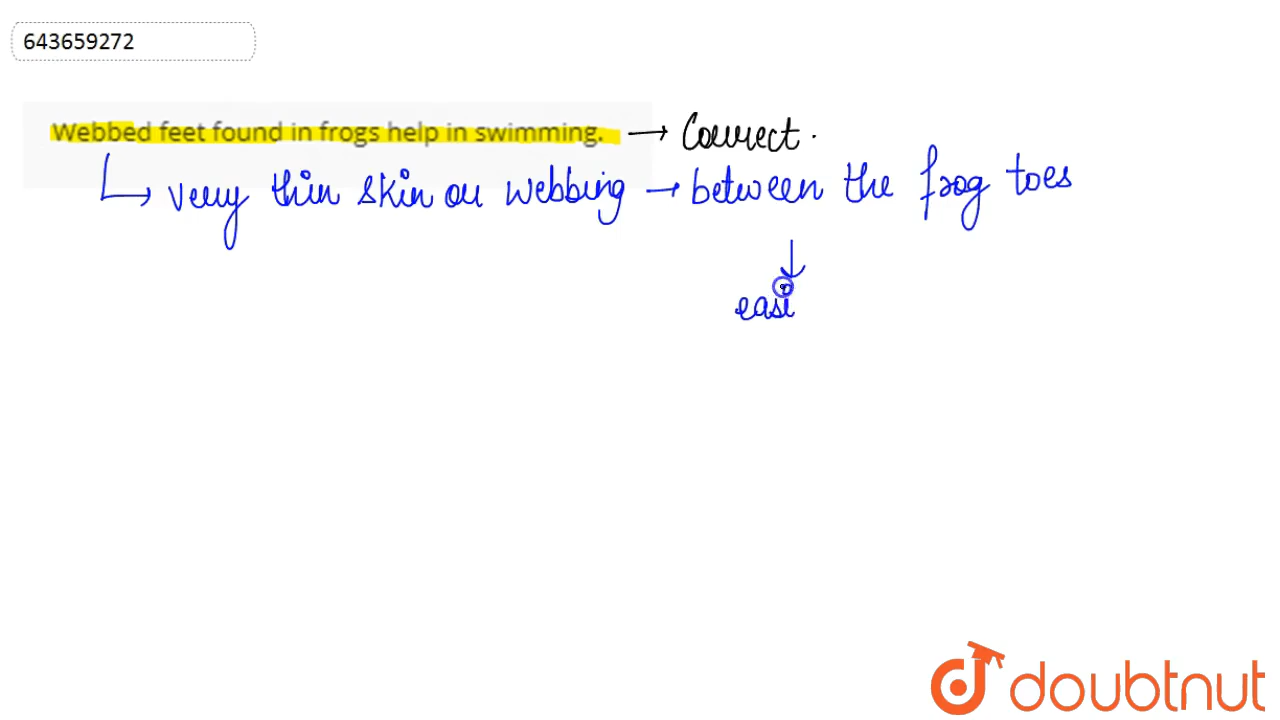 643659272
Webbed feet found in frogs help in swimming. → Correct.
↳ very thin skin or webbing → between the frog toes
↓
easi
doubtnut